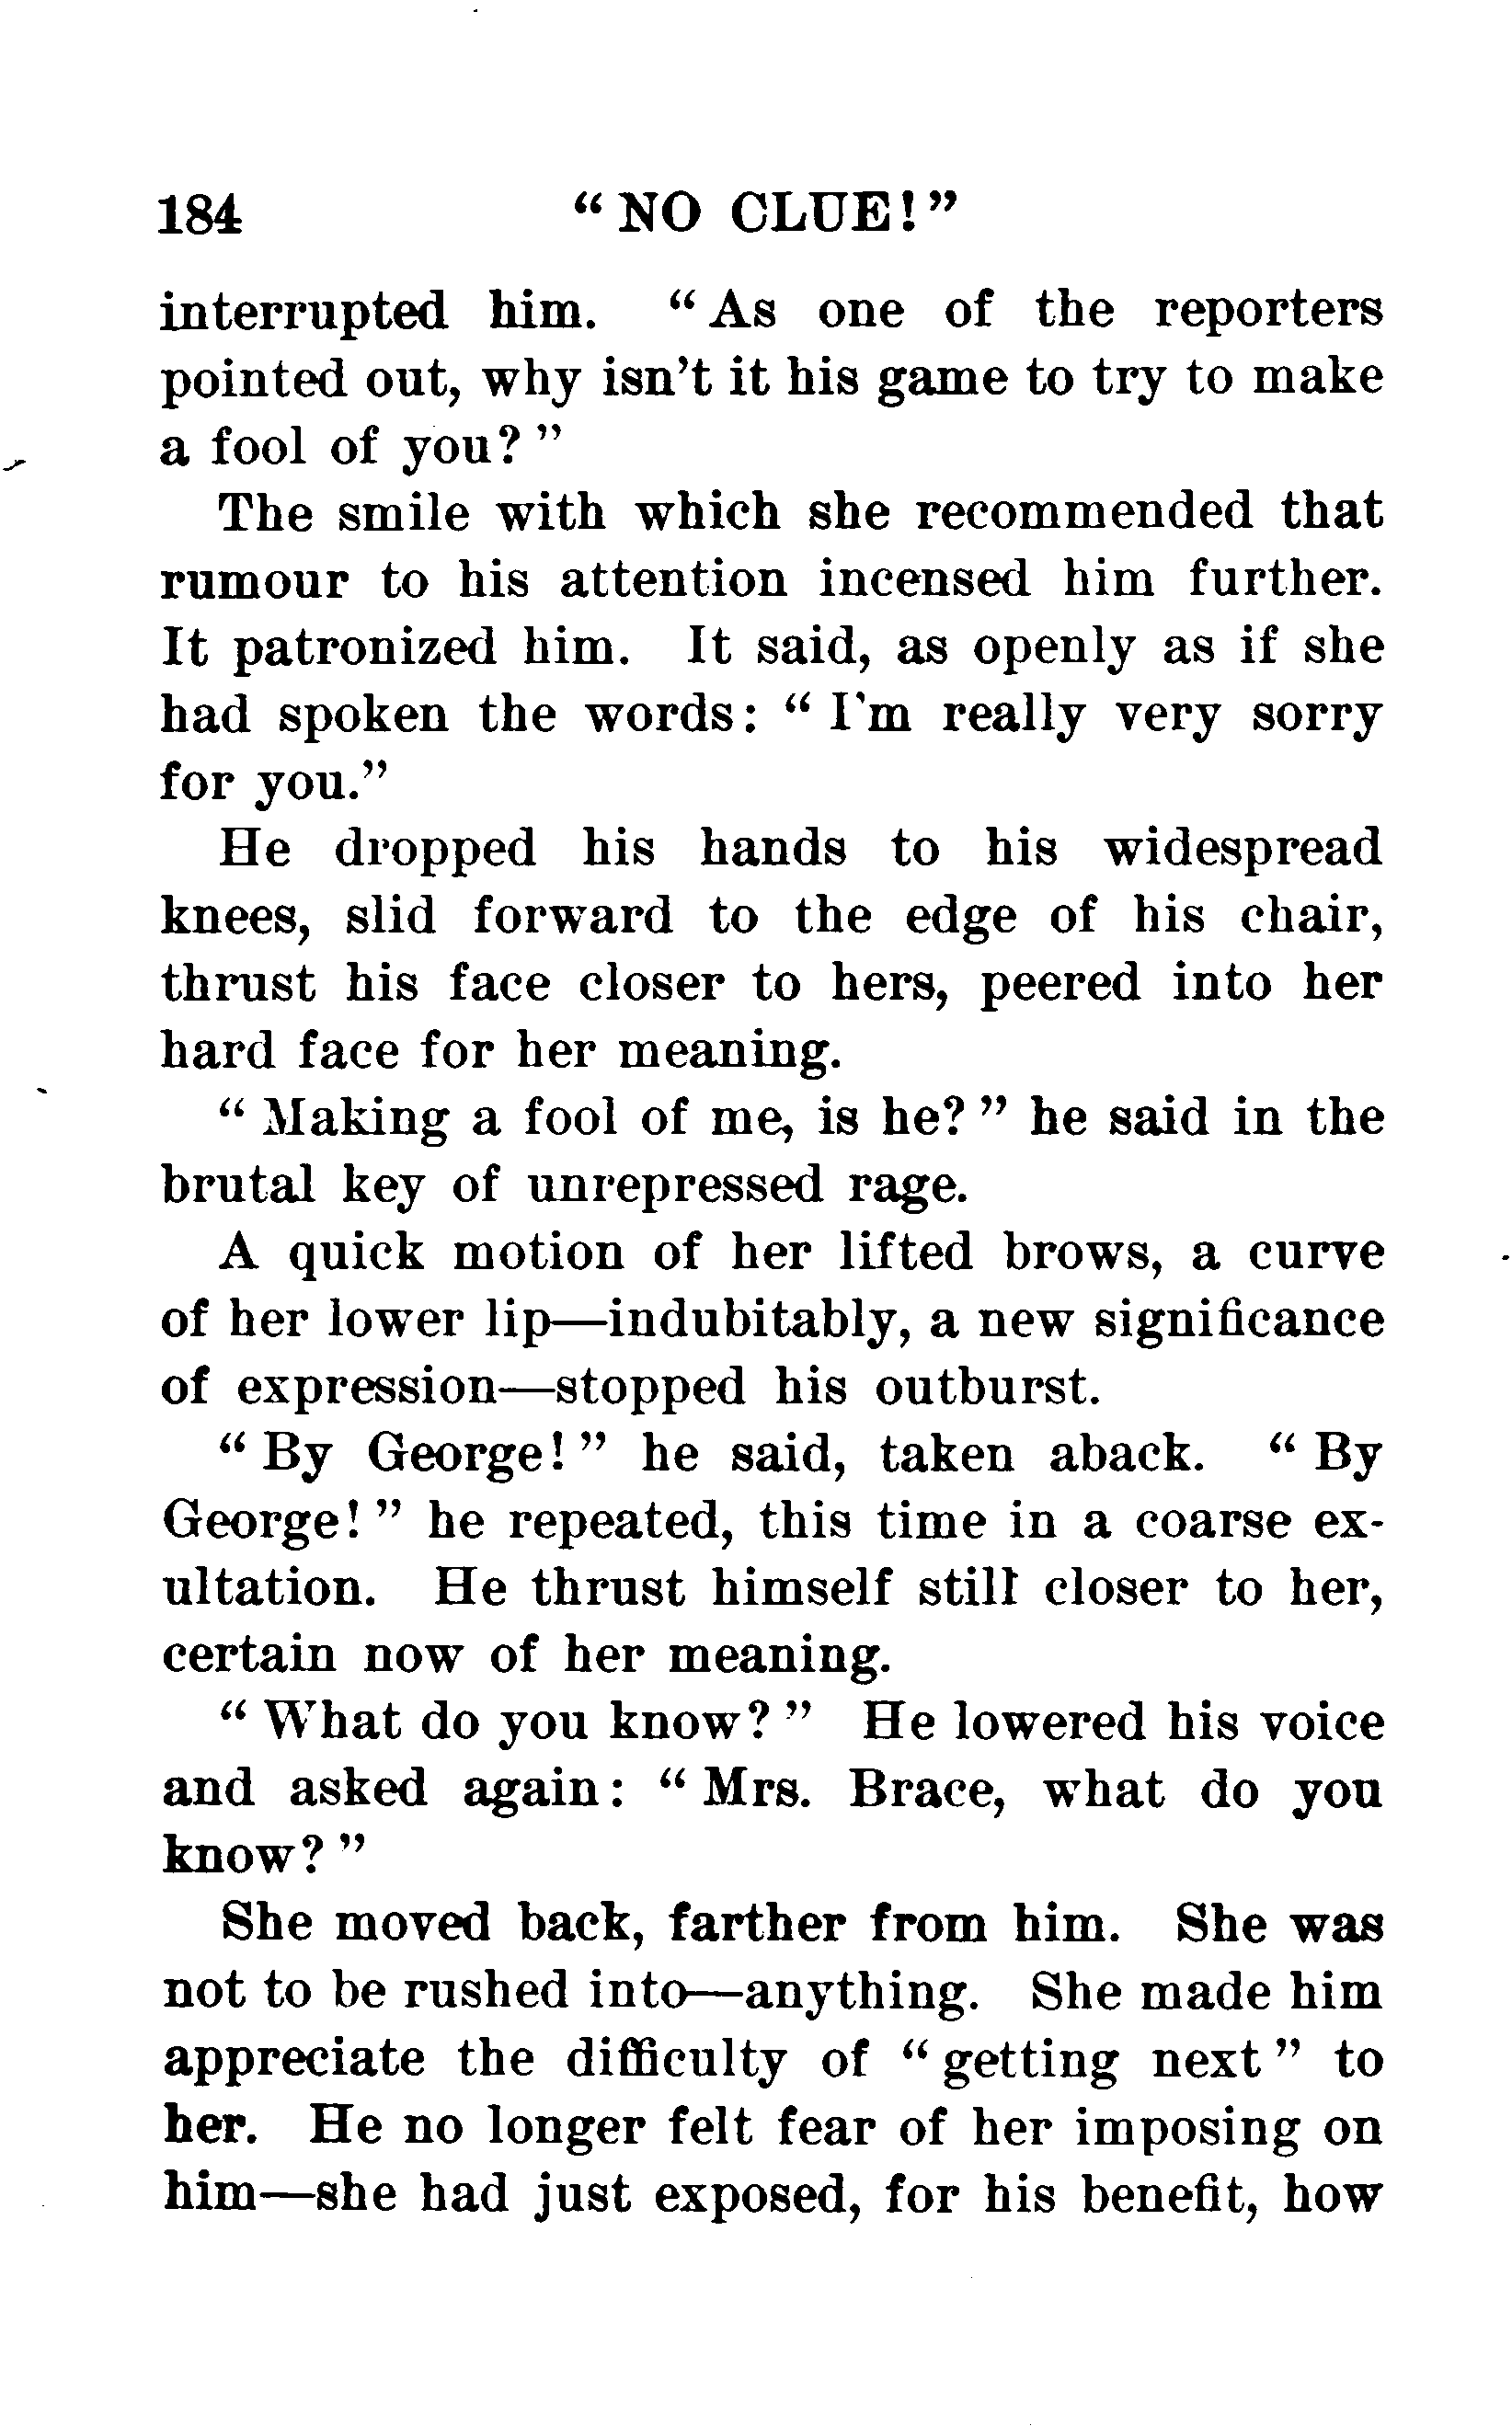 184 “ NO CLUE! ”
interrupted him. “ As one of the reporters
pointed out, why isn’t it his game to try to make
a fool of you? ”
The smile with which she recommended that
rumour to his attention incensed him further.
It patronized him. It said, as openly as if she
had spoken the words: “ I’m really very sorry
for you.”
He dropped his hands to his widespread
knees, slid forward to the edge of his chair,
thrust his face closer to hers, peered into her
hard face for her meaning.
“ Making a fool of me, is he? ” he said in the
brutal key of unrepressed rage.
A quick motion of her lifted brows, a curve
of her lower lip—indubitably, a new significance
of expression—stopped his outburst.
“ By George! ” he said, taken aback. “ By
George! ” he repeated, this time in a coarse ex-
ultation. He thrust himself still closer to her,
certain now of her meaning.
“ What do you know? ” He lowered his voice
and asked again: “ Mrs. Brace, what do you
know? ”
She moved back, farther from him. She was
not to be rushed into—anything. She made him
appreciate the difficulty of “ getting next ” to
her. He no longer felt fear of her imposing on
him—she had just exposed, for his benefit, how